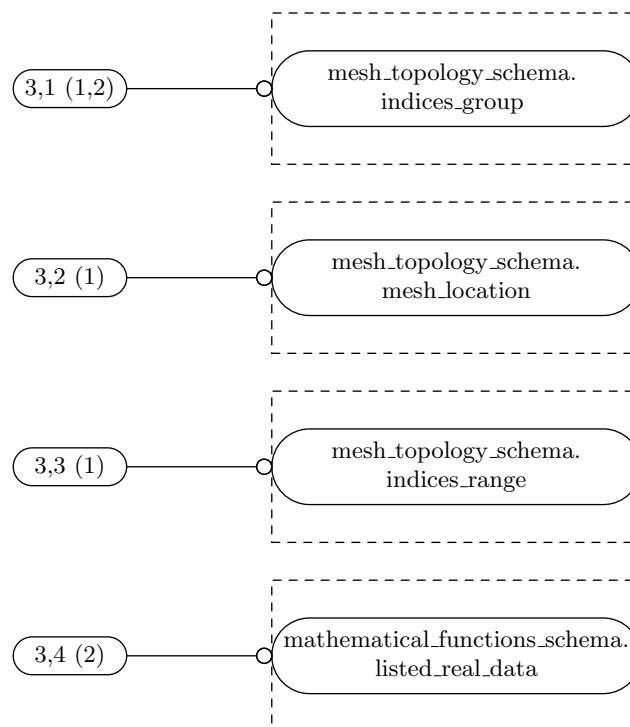 3,1 (1,2)
mesh_topology_schema.
indices_group
3,2 (1)
mesh_topology_schema.
mesh_location
3,3 (1)
mesh_topology_schema.
indices_range
3,4 (2)
mathematical_functions_schema.
listed_real_data